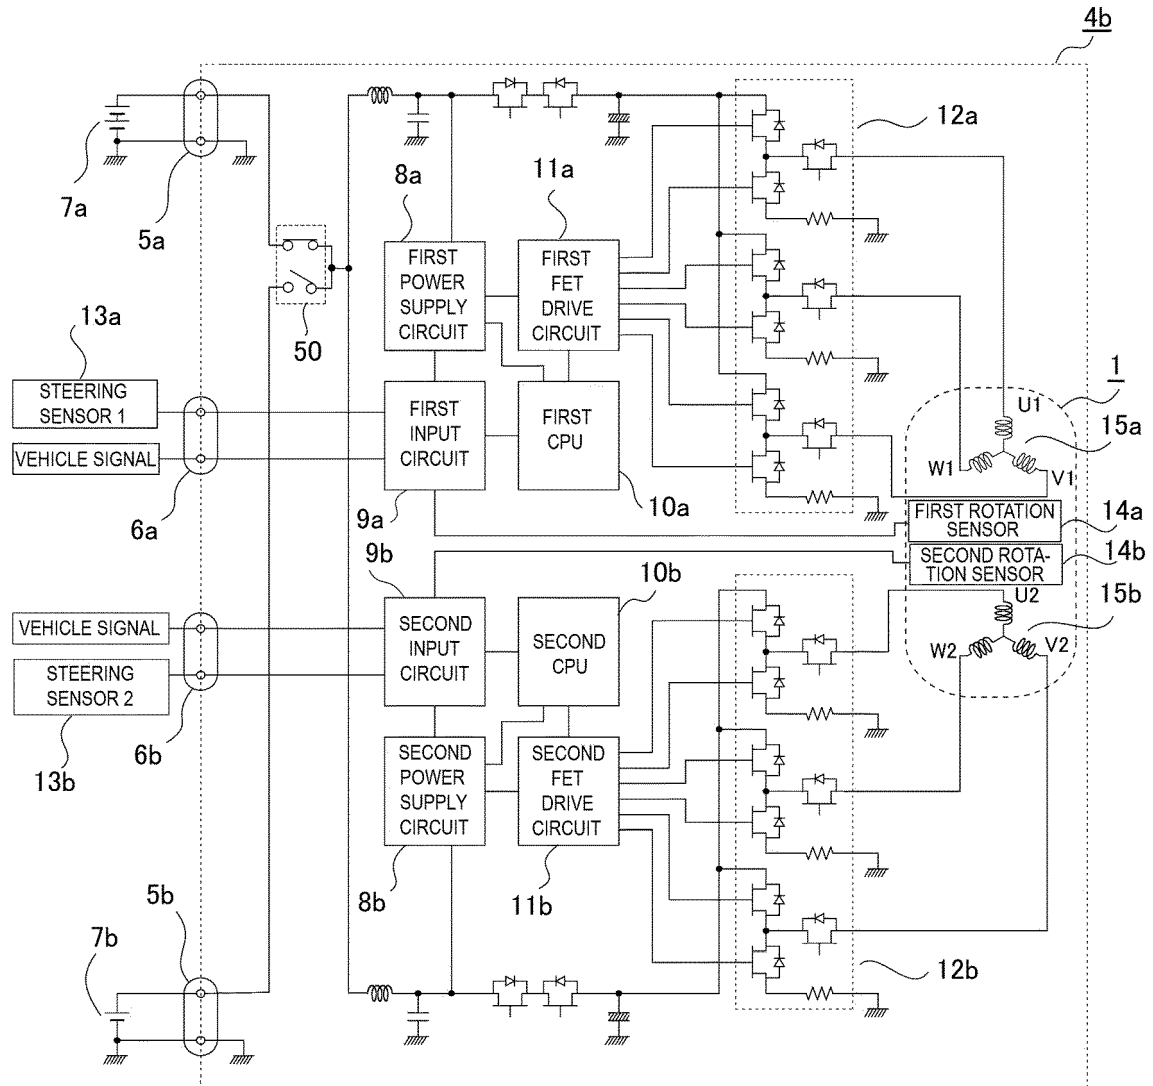 4b
12a
7a
5a
8a
11a
FIRST
POWER
SUPPLY
CIRCUIT
FIRST
FET
DRIVE
CIRCUIT
50
13a
STEERING
SENSOR 1
VEHICLE SIGNAL
6a
FIRST
INPUT
CIRCUIT
FIRST
CPU
9a
10a
1
U1
15a
W1
V1
FIRST ROTATION
SENSOR
14a
SECOND ROTA-
TION SENSOR
14b
U2
15b
W2
V2
9b
10b
VEHICLE SIGNAL
STEERING
SENSOR 2
13b
6b
SECOND
INPUT
CIRCUIT
SECOND
CPU
SECOND
POWER
SUPPLY
CIRCUIT
SECOND
FET
DRIVE
CIRCUIT
8b
11b
5b
7b
12b